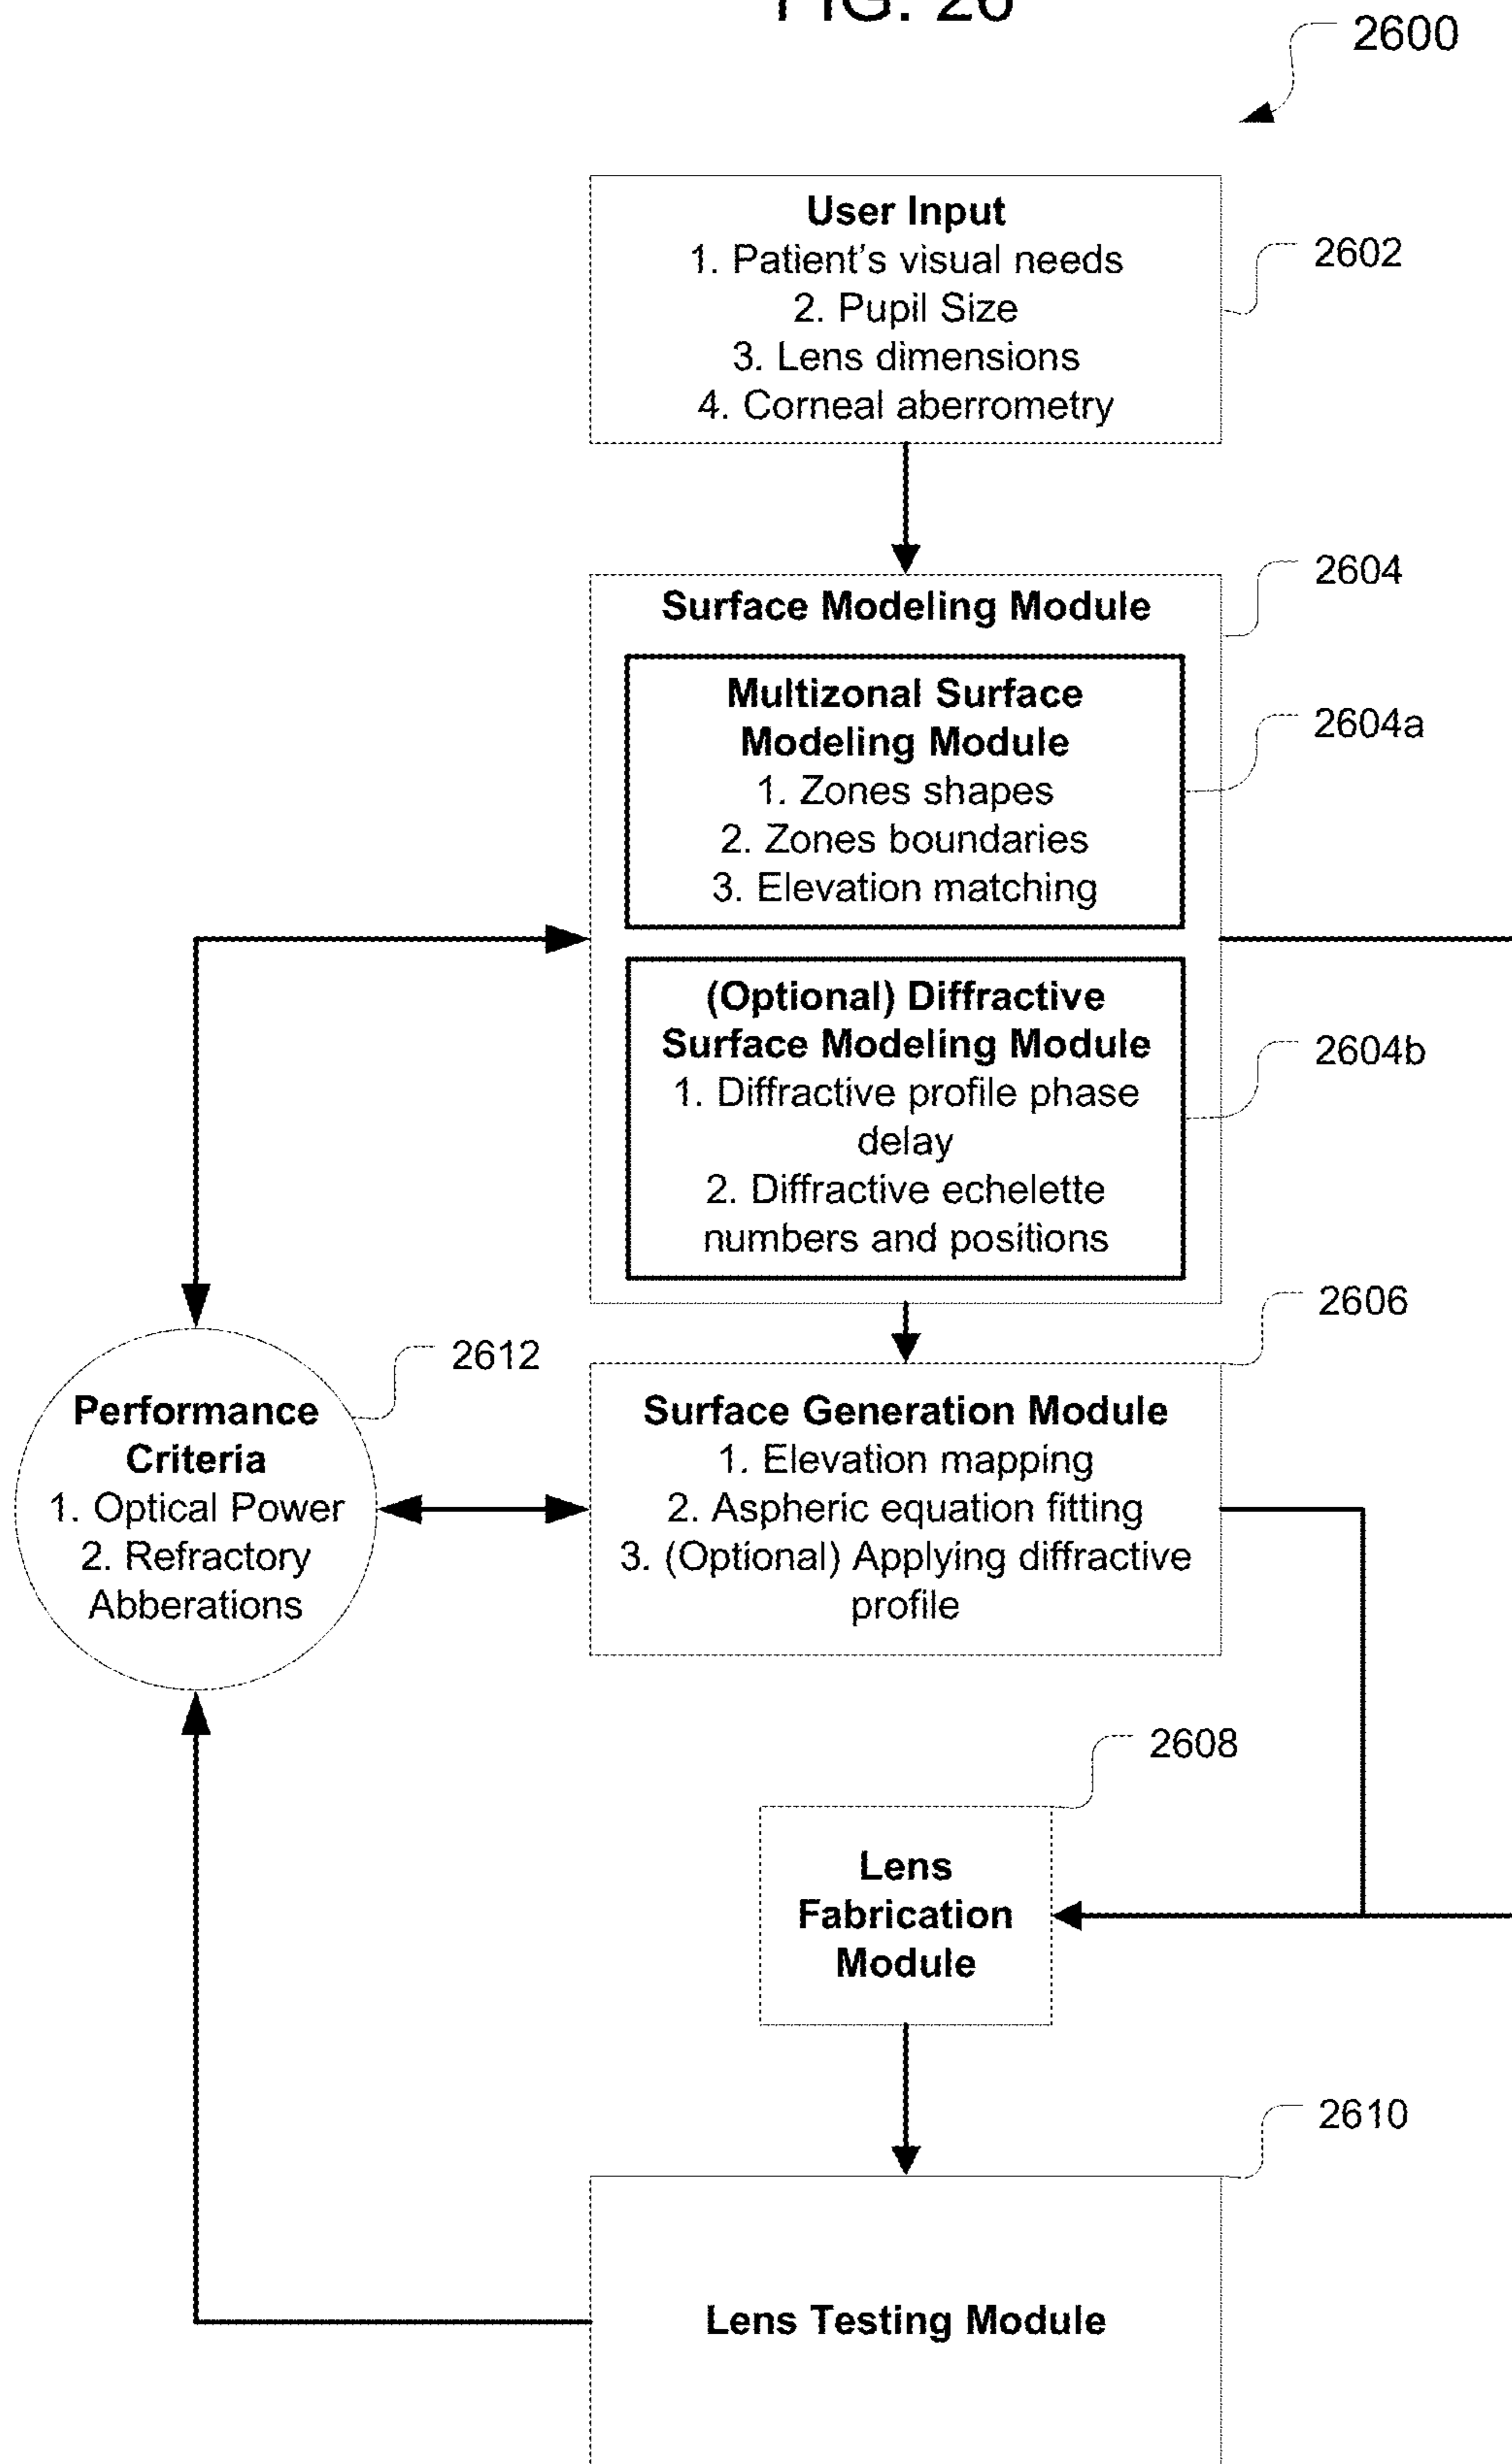 FIG. 26
2600
User Input
1. Patient's visual needs
2. Pupil Size
3. Lens dimensions
4. Corneal aberrometry
2602
Surface Modeling Module
2604
Multizonal Surface
Modeling Module
1. Zones shapes
2. Zones boundaries
3. Elevation matching
2604a
(Optional) Diffractive
Surface Modeling Module
1. Diffractive profile phase
delay
2. Diffractive echelette
numbers and positions
2604b
2606
2612
Performance
Criteria
1. Optical Power
2. Refractory
Abberations
Surface Generation Module
1. Elevation mapping
2. Aspheric equation fitting
3. (Optional) Applying diffractive
profile
2608
Lens
Fabrication
Module
2610
Lens Testing Module